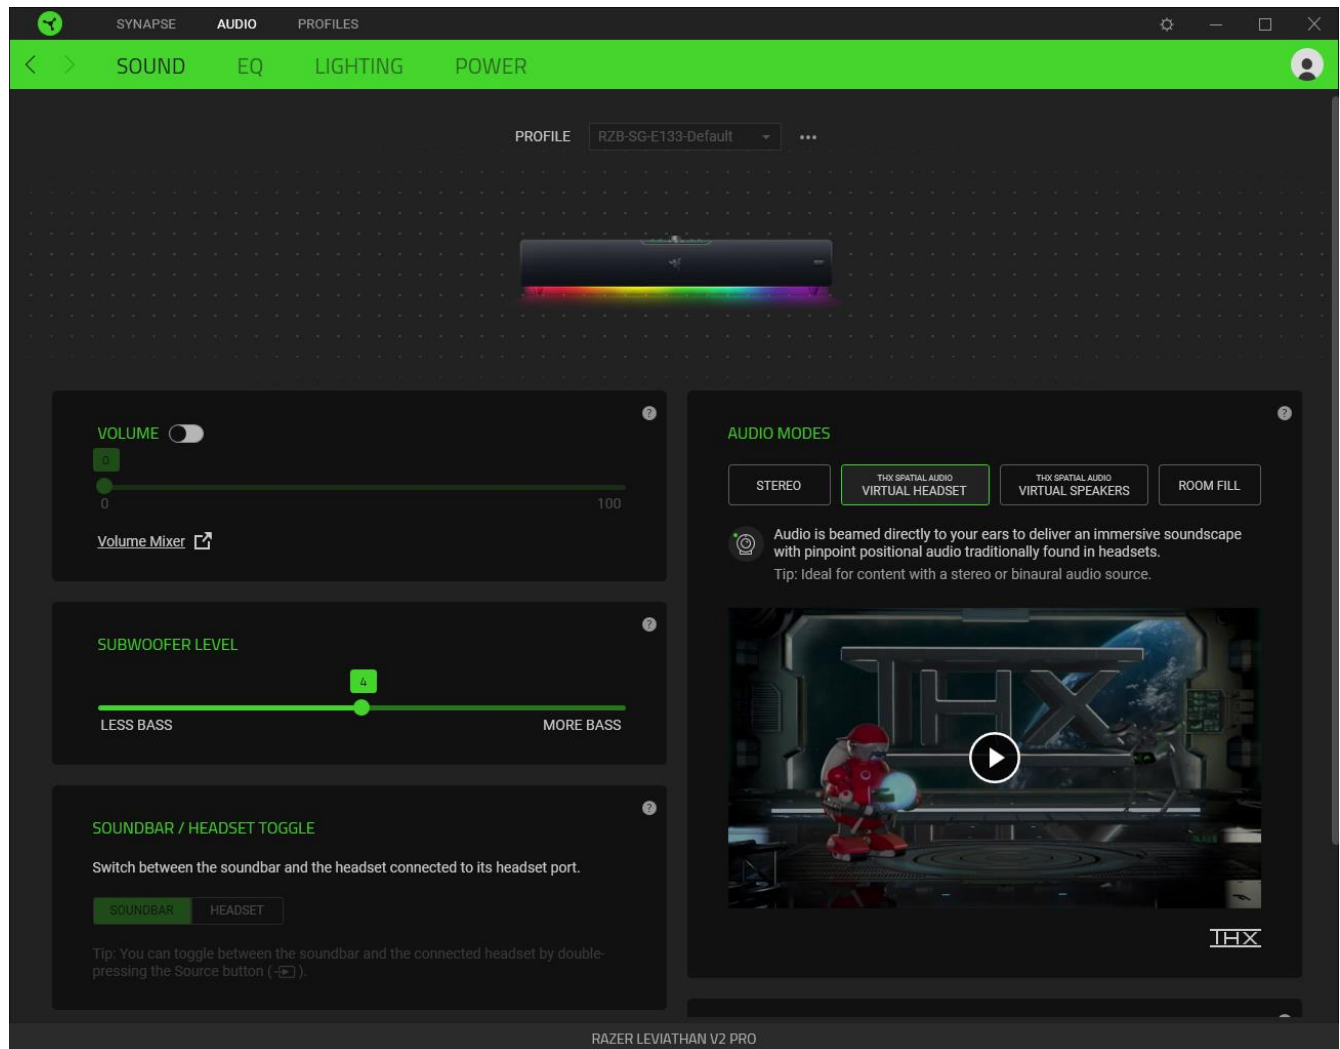 SYNAPSE AUDIO PROFILES
SOUND EQ LIGHTING POWER
PROFILE RZB-SG-E133-Default
VOLUME
0
0 100
Volume Mixer
SUBWOOFER LEVEL
4
LESS BASS MORE BASS
SOUNDBAR / HEADSET TOGGLE
Switch between the soundbar and the headset connected to its headset port.
SOUNDBAR HEADSET
Tip: You can toggle between the soundbar and the connected headset by double-
pressing the Source button ( ).
AUDIO MODES
STEREO
THX SPATIAL AUDIO
VIRTUAL HEADSET
THX SPATIAL AUDIO
VIRTUAL SPEAKERS
ROOM FILL
Audio is beamed directly to your ears to deliver an immersive soundscape
with pinpoint positional audio traditionally found in headsets.
Tip: Ideal for content with a stereo or binaural audio source.
THX
THX
RAZER LEVIATHAN V2 PRO